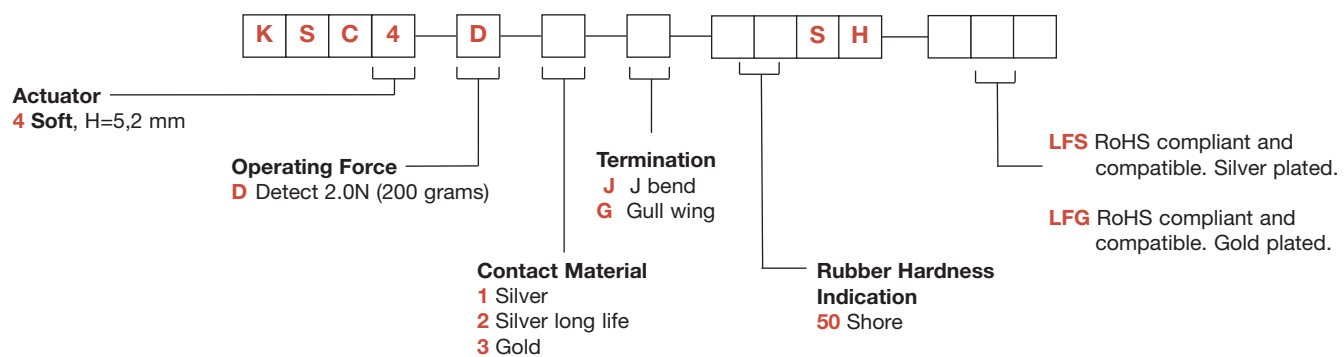 K S C 4 D S H
Actuator
4 Soft, H=5,2 mm
Operating Force
D Detect 2.0N (200 grams)
Contact Material
1 Silver
2 Silver long life
3 Gold
Termination
J J bend
G Gull wing
Rubber Hardness
Indication
50 Shore
LFS RoHS compliant and
compatible. Silver plated.
LFG RoHS compliant and
compatible. Gold plated.